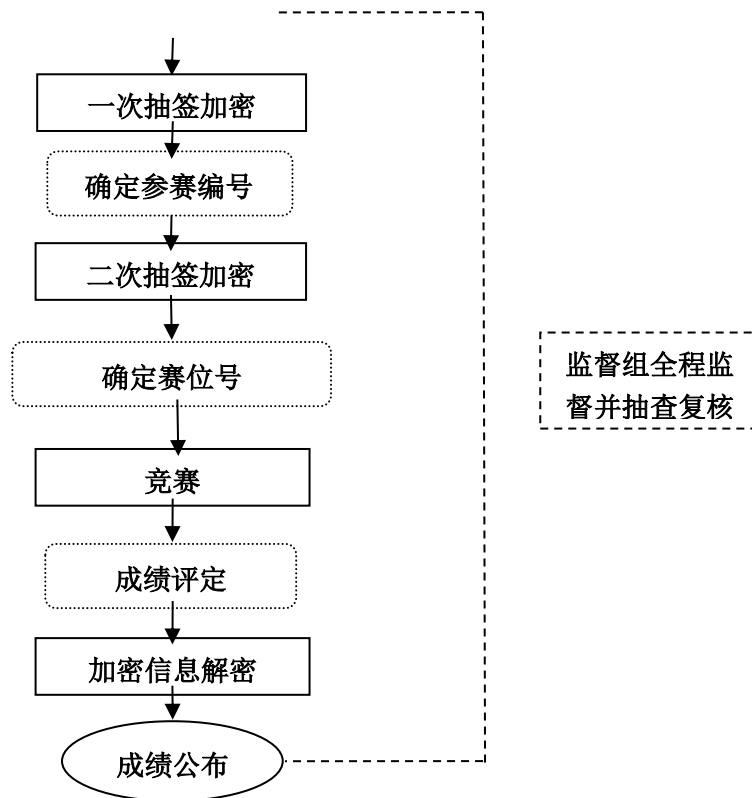 一次抽签加密
确定参赛编号
二次抽签加密
确定赛位号
监督组全程监
督并抽查复核
竞赛
成绩评定
加密信息解密
成绩公布